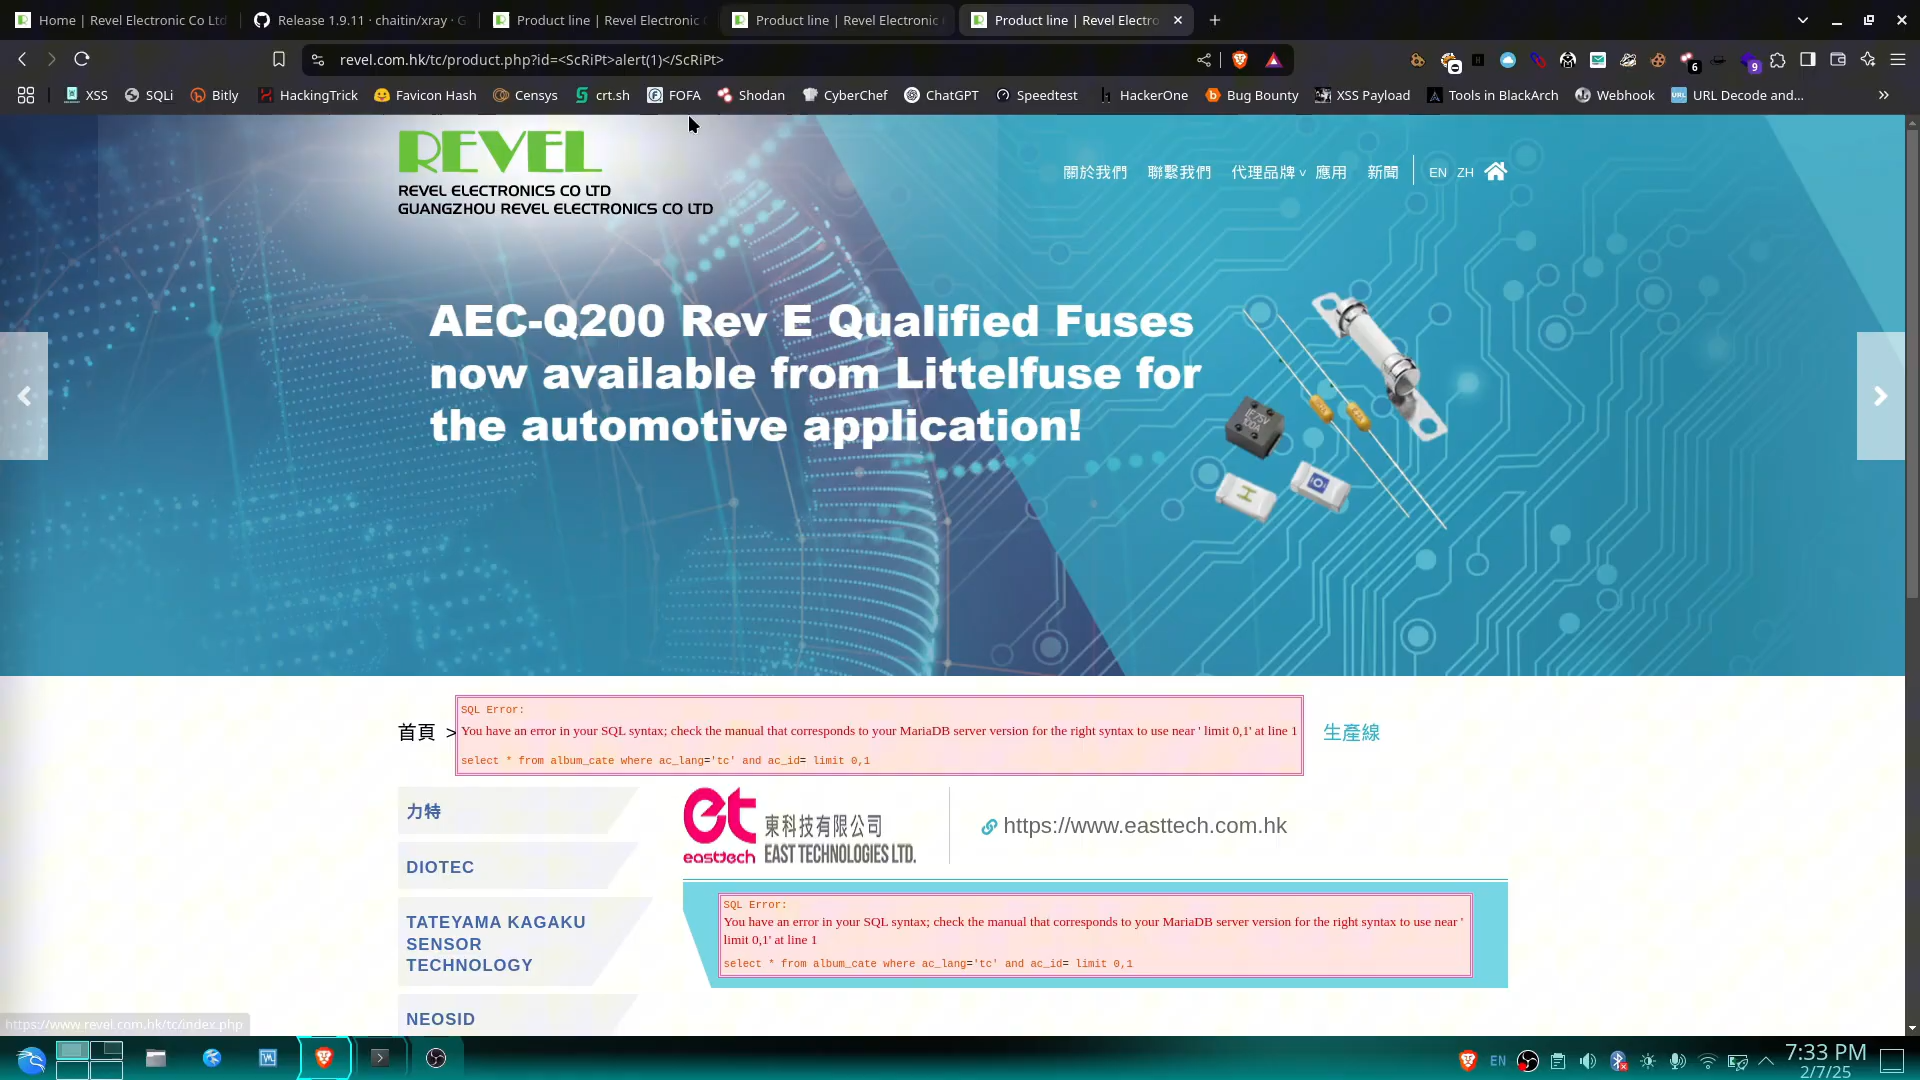 Home | Revel Electronic Co Ltd
Release 1.9.11 · chaitin/xray · G
Product line | Revel Electronic
Product line | Revel Electronic
Product line | Revel Electro
revel.com.hk/tc/product.php?id=<ScRiPt>alert(1)</ScRiPt>
6
9
XSS
SQLi
Bitly
HackingTrick
Favicon Hash
Censys
crt.sh
FOFA
Shodan
CyberChef
ChatGPT
Speedtest
HackerOne
Bug Bounty
XSS Payload
Tools in BlackArch
Webhook
URL Decode and...
REVEL
REVEL ELECTRONICS CO LTD
GUANGZHOU REVEL ELECTRONICS CO LTD
關於我們
聯繫我們
代理品牌
應用
新聞
EN
ZH
AEC-Q200 Rev E Qualified Fuses
now available from Littelfuse for
the automotive application!
首頁 >
SQL Error:
You have an error in your SQL syntax; check the manual that corresponds to your MariaDB server version for the right syntax to use near ' limit 0,1' at line 1
select * from album_cate where ac_lang='tc' and ac_id= limit 0,1
生產線
力特
DIOTEC
TATEYAMA KAGAKU
SENSOR
TECHNOLOGY
NEOSID
et
easttech
東科技有限公司
EAST TECHNOLOGIES LTD.
https://www.easttech.com.hk
SQL Error:
You have an error in your SQL syntax; check the manual that corresponds to your MariaDB server version for the right syntax to use near '
limit 0,1' at line 1
select * from album_cate where ac_lang='tc' and ac_id= limit 0,1
https://www.revel.com.hk/tc/index.php
EN
7:33 PM
2/7/25